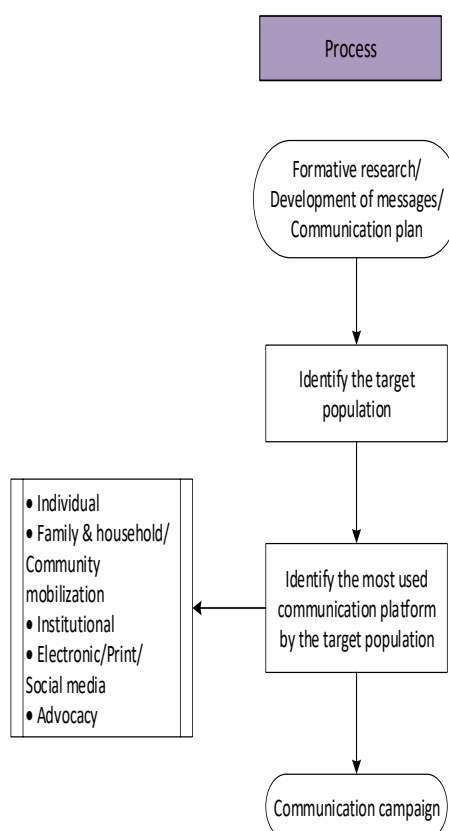 Process
Formative research/
Development of messages/
Communication plan
Identify the target
population
• Individual
• Family & household/
Community
mobilization
• Institutional
• Electronic/Print/
Social media
• Advocacy
Identify the most used
communication platform
by the target population
Communication campaign